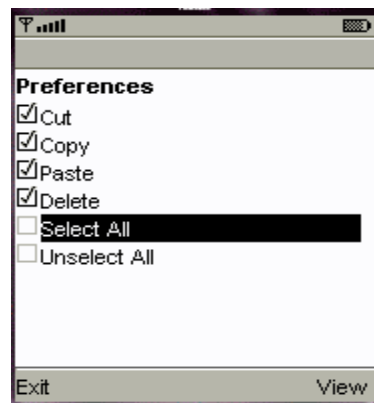 Preferences
Cut
Copy
Paste
Delete
Select All
Unselect All
Exit View